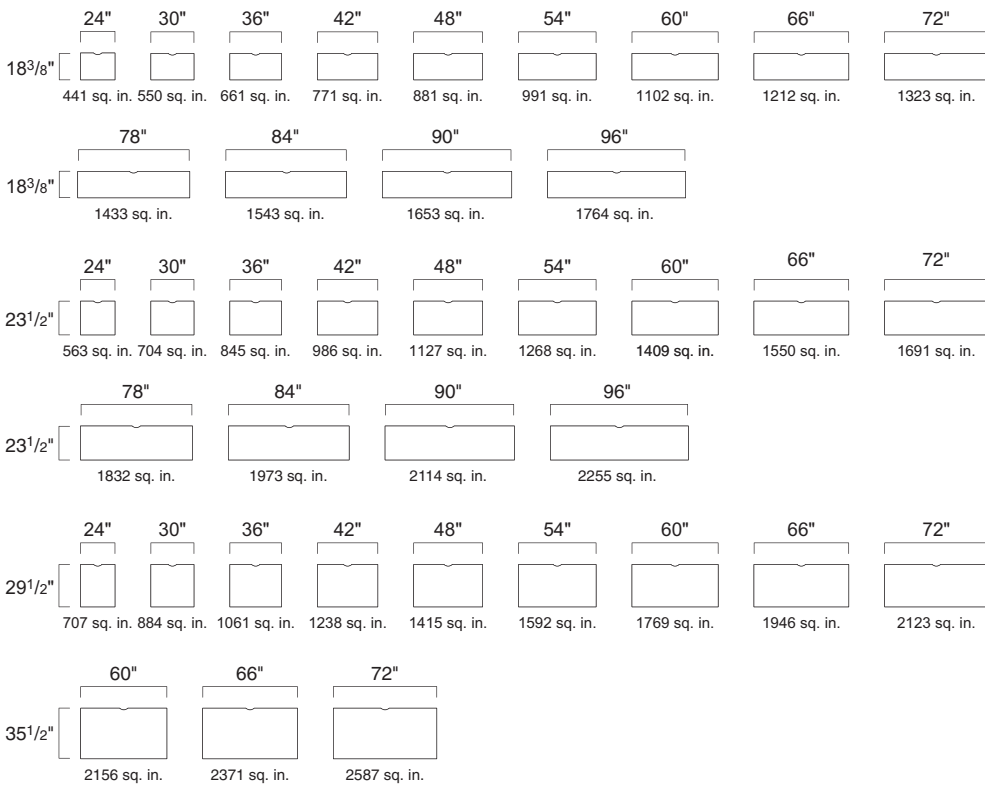 24" 30" 36" 42" 48" 54" 60" 66" 72"
18 3/8"
441 sq. in. 550 sq. in. 661 sq. in. 771 sq. in. 881 sq. in. 991 sq. in. 1102 sq. in. 1212 sq. in. 1323 sq. in.
78" 84" 90" 96"
18 3/8"
1433 sq. in. 1543 sq. in. 1653 sq. in. 1764 sq. in.
24" 30" 36" 42" 48" 54" 60" 66" 72"
23 1/2"
563 sq. in. 704 sq. in. 845 sq. in. 986 sq. in. 1127 sq. in. 1268 sq. in. 1409 sq. in. 1550 sq. in. 1691 sq. in.
78" 84" 90" 96"
23 1/2"
1832 sq. in. 1973 sq. in. 2114 sq. in. 2255 sq. in.
24" 30" 36" 42" 48" 54" 60" 66" 72"
29 1/2"
707 sq. in. 884 sq. in. 1061 sq. in. 1238 sq. in. 1415 sq. in. 1592 sq. in. 1769 sq. in. 1946 sq. in. 2123 sq. in.
60" 66" 72"
35 1/2"
2156 sq. in. 2371 sq. in. 2587 sq. in.